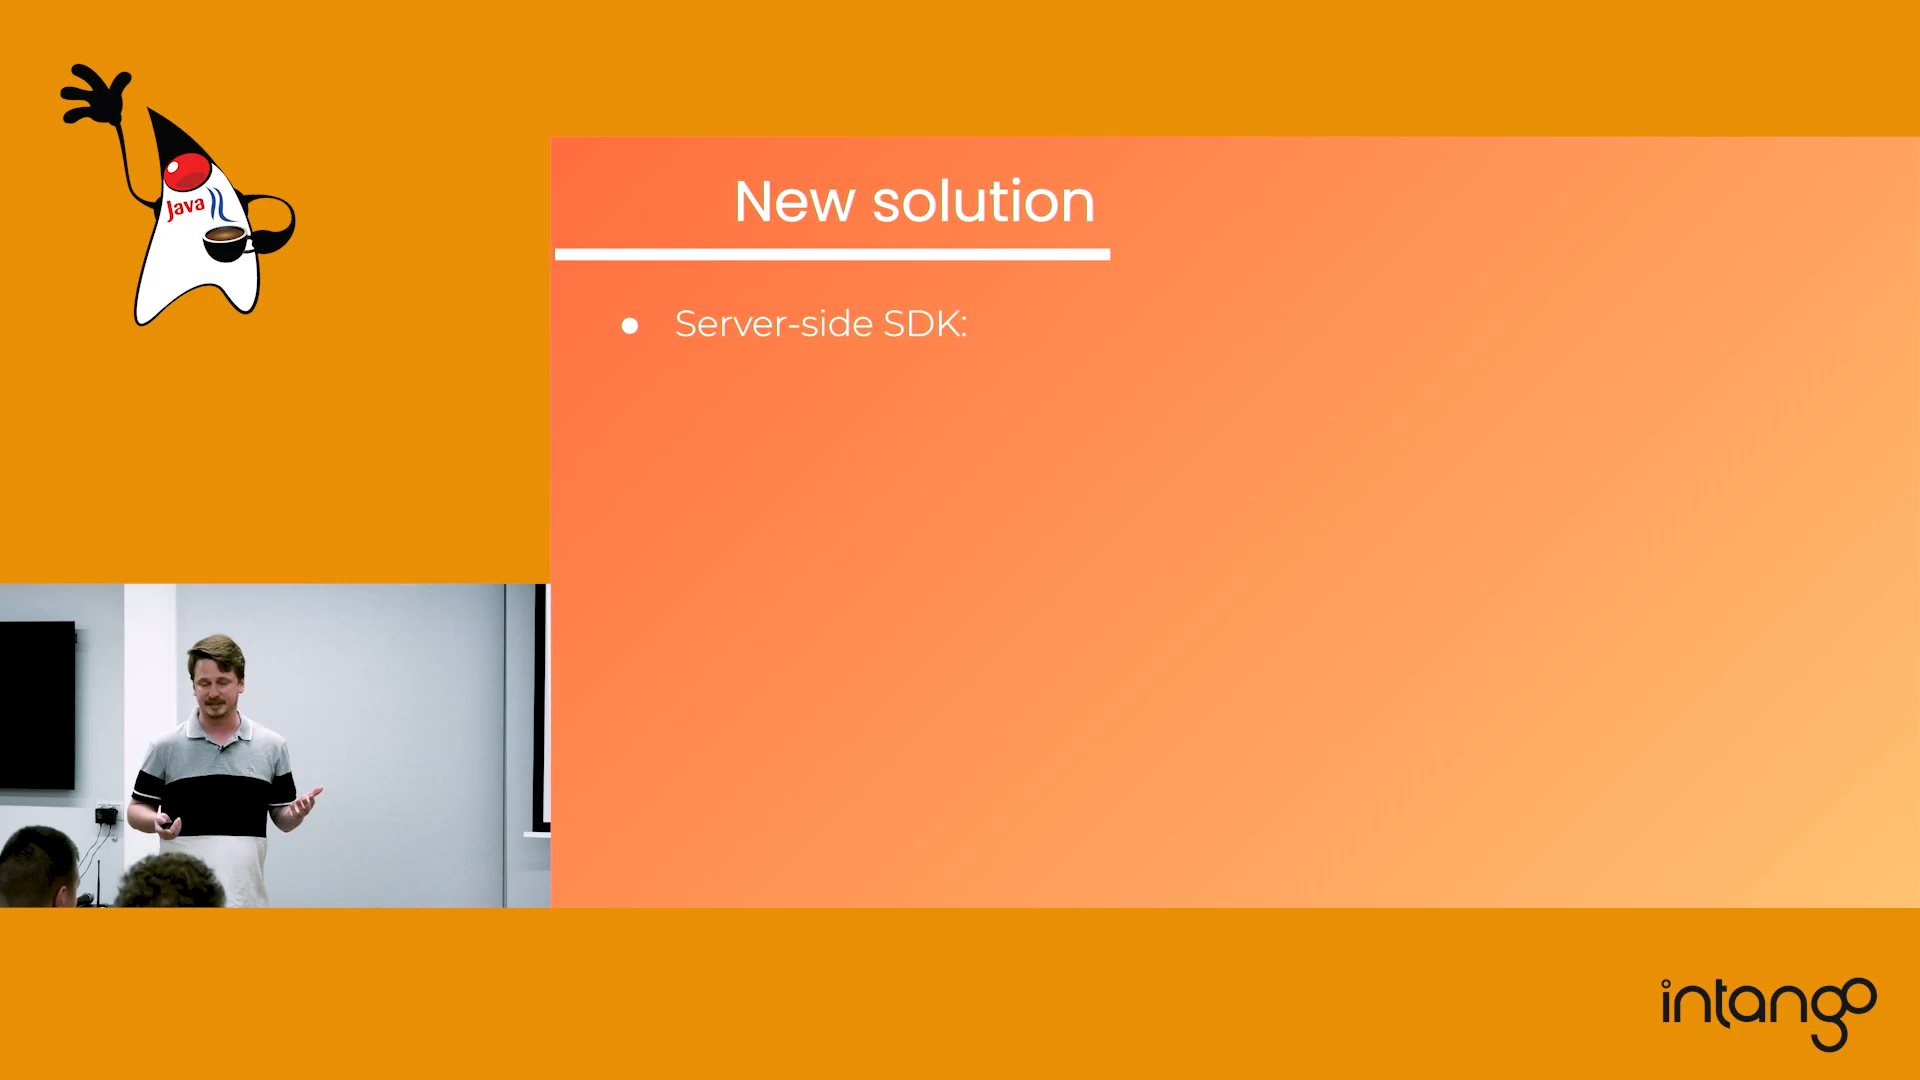 Java
New solution
● Server-side SDK:
intango